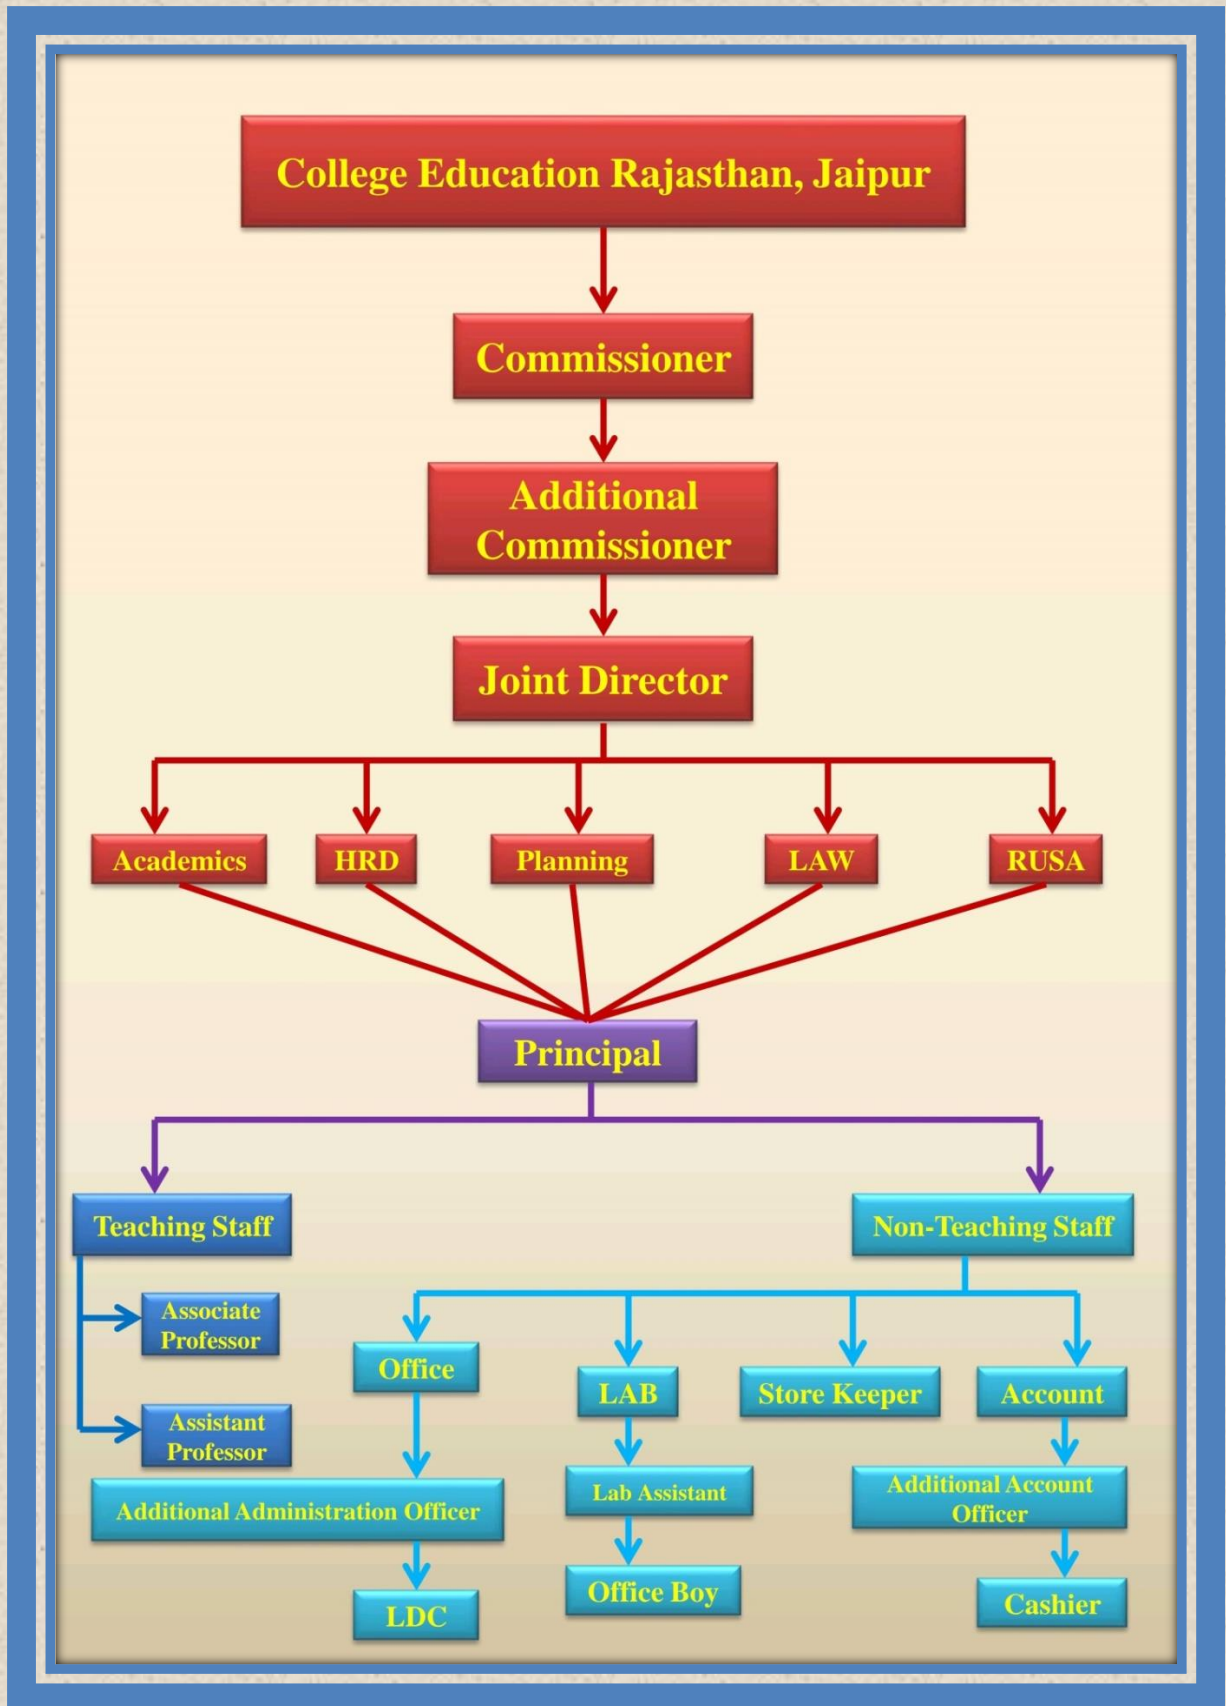 College Education Rajasthan, Jaipur
Commissioner
Additional
Commissioner
Joint Director
Academics
HRD
Planning
LAW
RUSA
Principal
Teaching Staff
Non-Teaching Staff
Associate
Professor
Assistant
Professor
Office
LAB
Store Keeper
Account
Additional Administration Officer
Lab Assistant
Additional Account
Officer
LDC
Office Boy
Cashier